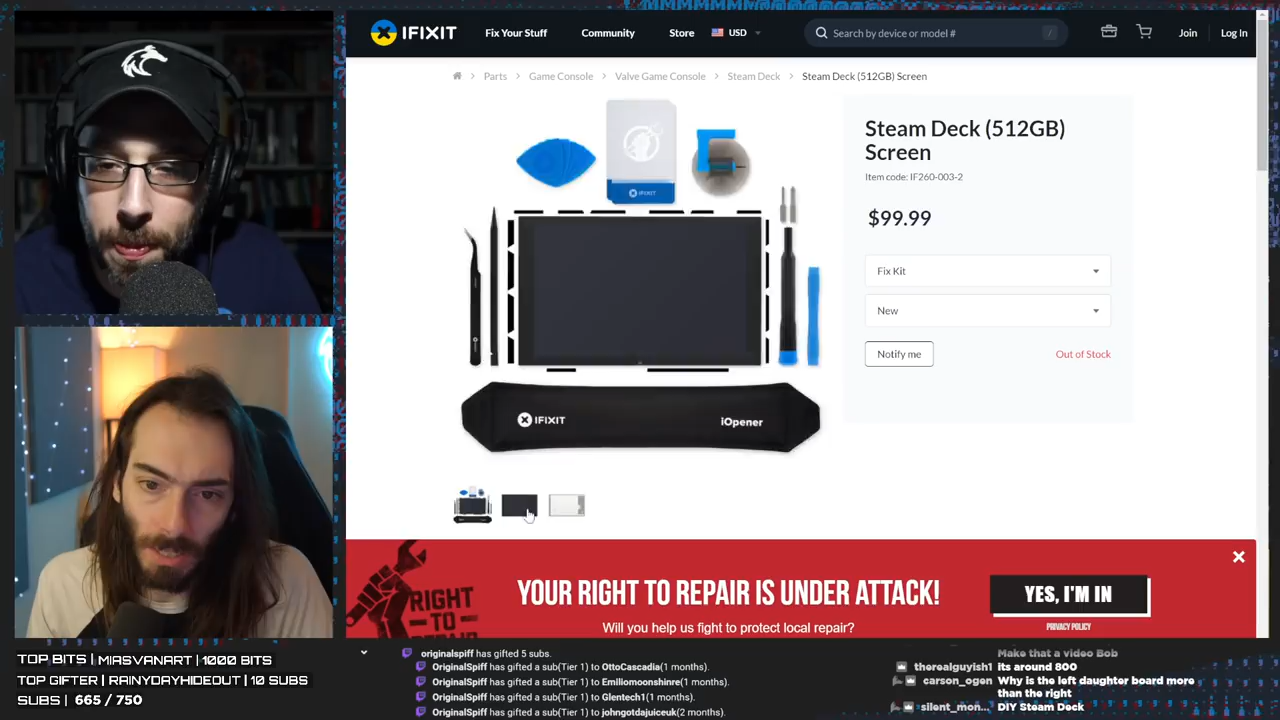 IFIXIT
Fix Your Stuff
Community
Store
USD
Search by device or model #
/
Join
Log In
Parts
Game Console
Valve Game Console
Steam Deck
Steam Deck (512GB) Screen
Steam Deck (512GB)
Screen
Item code: IF260-003-2
$99.99
Fix Kit
New
Notify me
Out of Stock
IFIXIT
IFIXIT
iOpener
YOUR RIGHT TO REPAIR IS UNDER ATTACK!
Will you help us fight to protect local repair?
YES, I'M IN
PRIVACY POLICY
RIGHT
TO
TOP BITS | MIASVANART | 1000 BITS
TOP GIFTER | RAINYDAYHIDEOUT | 10 SUBS
SUBS | 665 / 750
originalspiff has gifted 5 subs.
OriginalSpiff has gifted a sub(Tier 1) to OttoCascadia(1 months).
OriginalSpiff has gifted a sub(Tier 1) to Emiliomoonshinre(1 months).
OriginalSpiff has gifted a sub(Tier 1) to Glentech1(1 months).
OriginalSpiff has gifted a sub(Tier 1) to johngotdajuiceuk(2 months).
Make that a video Bob
therealguyish1 its around 800
carson_ogen Why is the left daughter board more
than the right
silent_mon... DIY Steam Deck